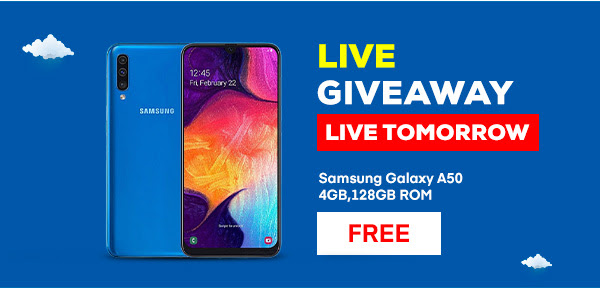 SAMSUNG
12:45
Fri, February 22
LIVE
GIVEAWAY
LIVE TOMORROW
Samsung Galaxy A50
4GB,128GB ROM
FREE